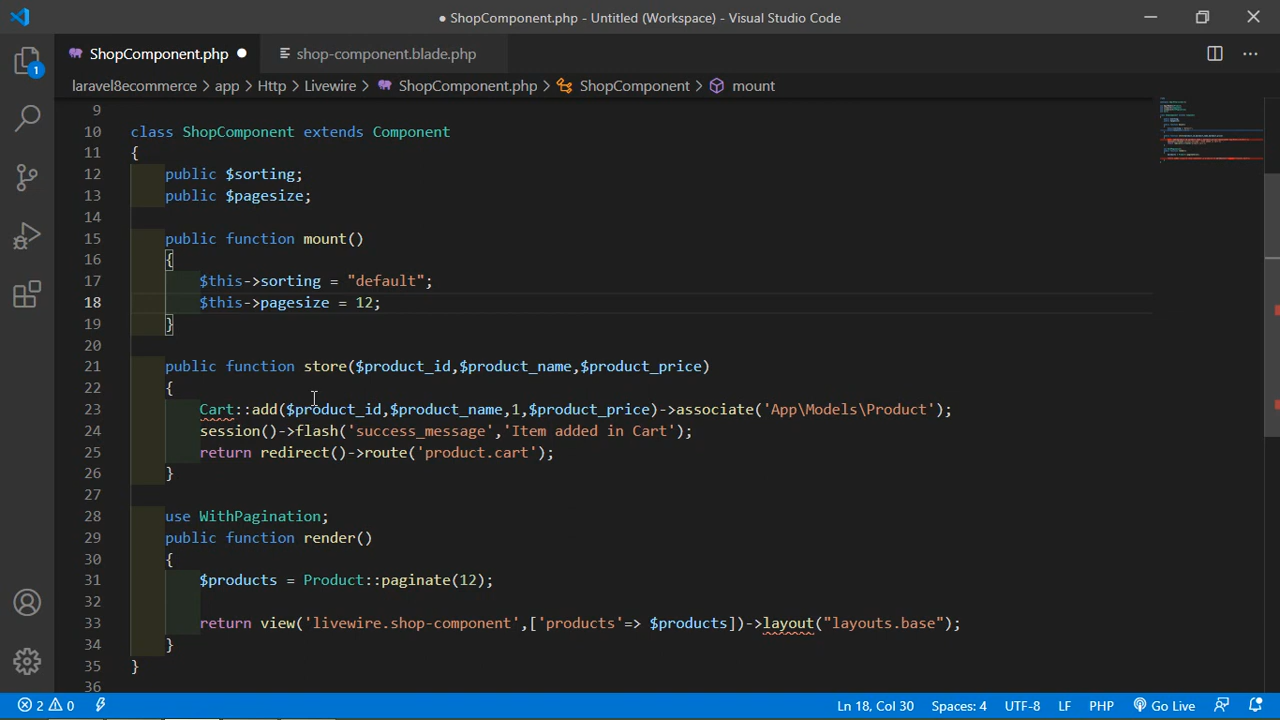 ● ShopComponent.php - Untitled (Workspace) - Visual Studio Code
ShopComponent.php ●
shop-component.blade.php
1
laravel8ecommerce > app > Http > Livewire > ShopComponent.php > ShopComponent > mount
9
10 class ShopComponent extends Component
11 {
12 public $sorting;
13 public $pagesize;
14
15 public function mount()
16 {
17 $this->sorting = "default";
18 $this->pagesize = 12;
19 }
20
21 public function store($product_id,$product_name,$product_price)
22 {
23 Cart::add($product_id,$product_name,1,$product_price)->associate('App\Models\Product');
24 session()->flash('success_message','Item added in Cart');
25 return redirect()->route('product.cart');
26 }
27
28 use WithPagination;
29 public function render()
30 {
31 $products = Product::paginate(12);
32
33 return view('livewire.shop-component',['products'=> $products])->layout("layouts.base");
34 }
35 }
36
2 0 Ln 18, Col 30 Spaces: 4 UTF-8 LF PHP Go Live